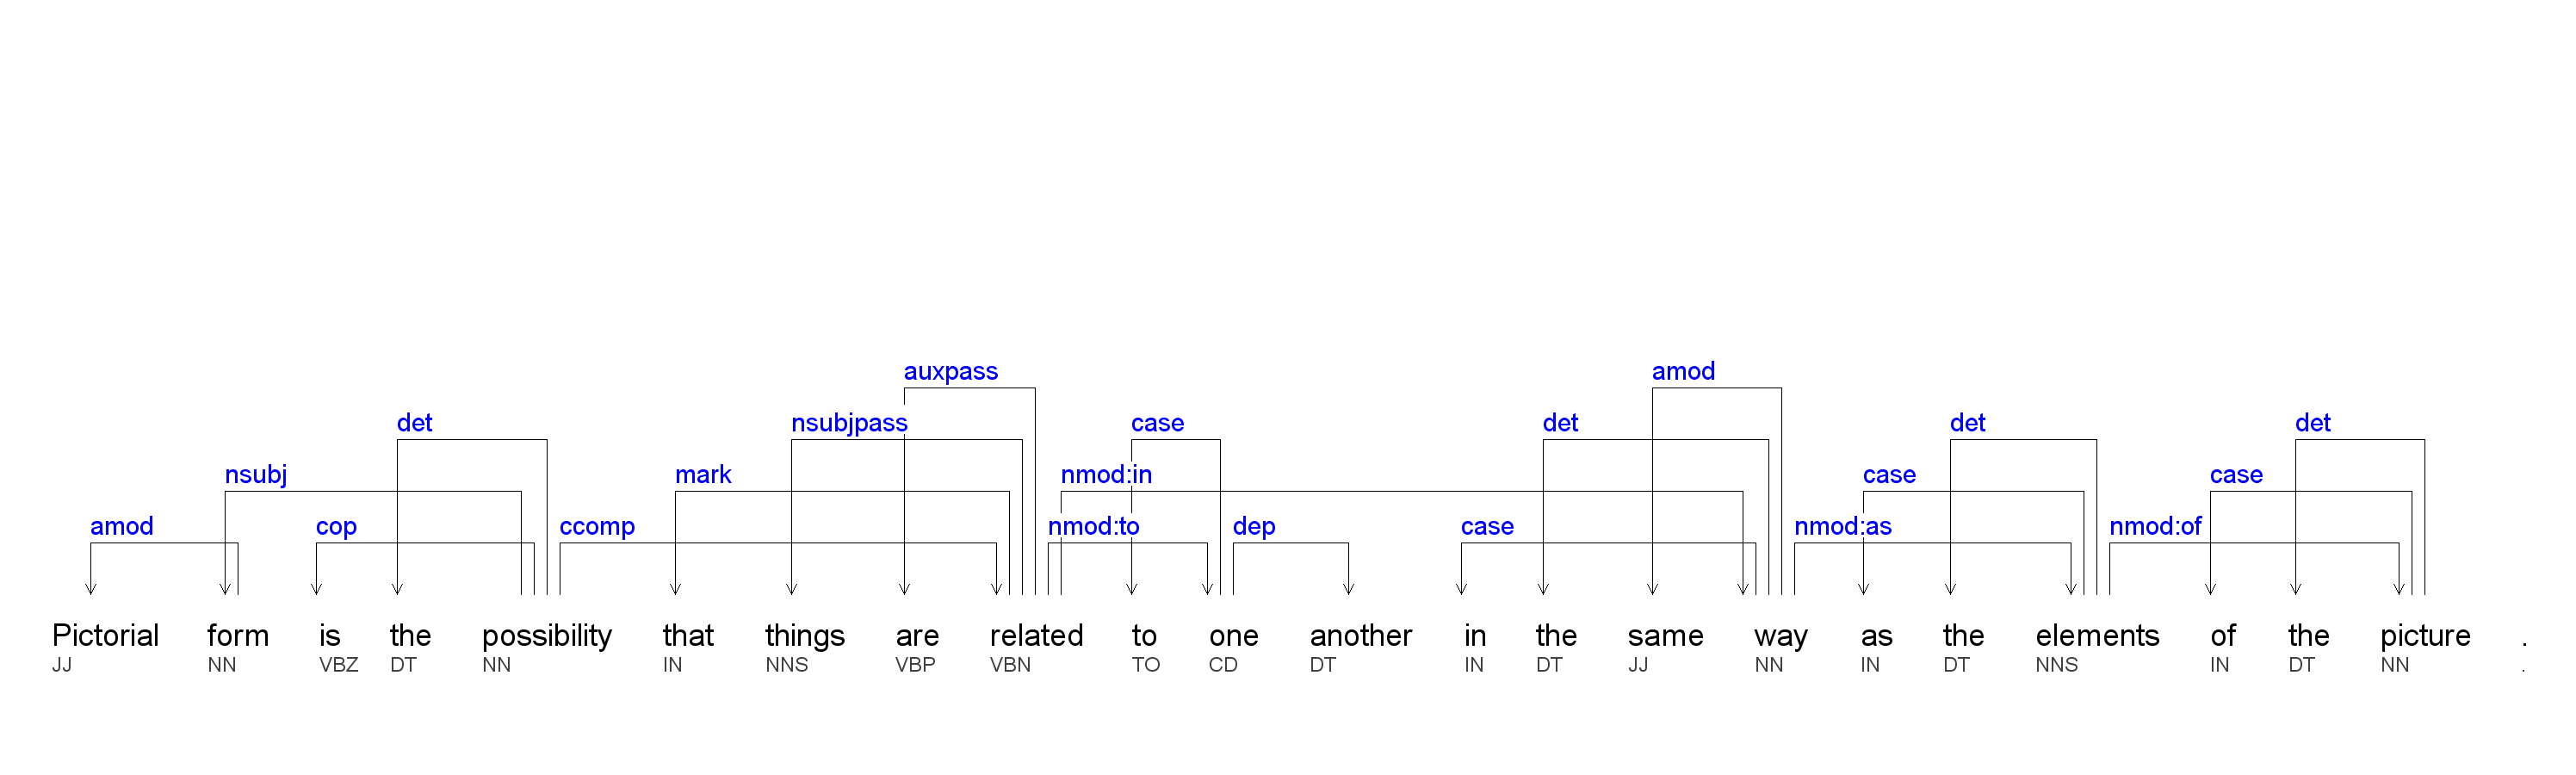 auxpass amod
det nsubjpass case det det det
nsubj mark nmod:in case case
amod cop ccomp nmod:to dep case nmod:as nmod:of
Pictorial form is the possibility that things are related to one another in the same way as the elements of the picture .
JJ NN VBZ DT NN IN NNS VBP VBN TO CD DT IN DT JJ NN IN DT NNS IN DT NN .